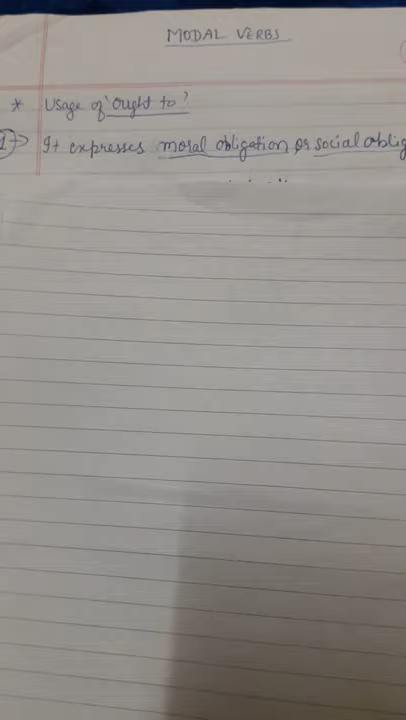 MODAL VERBS
* Usage of 'Ought to'
1 → It expresses moral obligation or social oblig